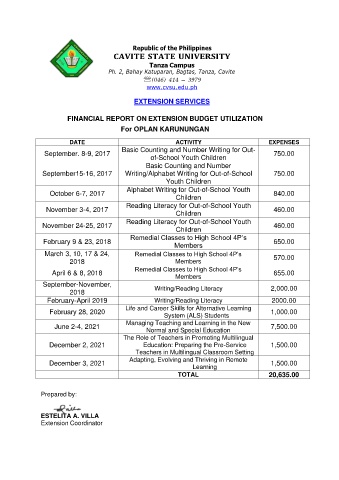 Republic of the Philippines
CAVITE STATE UNIVERSITY
Tanza Campus
Ph. 2, Bahay Katuparan, Bagtas, Tanza, Cavite
☎(046) 414 – 3979
www.cvsu.edu.ph
EXTENSION SERVICES
FINANCIAL REPORT ON EXTENSION BUDGET UTILIZATION
For OPLAN KARUNUNGAN
DATE ACTIVITY EXPENSES
September. 8-9, 2017 Basic Counting and Number Writing for Out-
of-School Youth Children 750.00
September15-16, 2017 Basic Counting and Number
Writing/Alphabet Writing for Out-of-School
Youth Children 750.00
October 6-7, 2017 Alphabet Writing for Out-of-School Youth
Children 840.00
November 3-4, 2017 Reading Literacy for Out-of-School Youth
Children 460.00
November 24-25, 2017 Reading Literacy for Out-of-School Youth
Children 460.00
February 9 & 23, 2018 Remedial Classes to High School 4P's
Members 650.00
March 3, 10, 17 & 24,
2018 Remedial Classes to High School 4P's
Members 570.00
April 6 & 8, 2018 Remedial Classes to High School 4P's
Members 655.00
September-November,
2018 Writing/Reading Literacy 2,000.00
February-April 2019 Writing/Reading Literacy 2000.00
February 28, 2020 Life and Career Skills for Alternative Learning
System (ALS) Students 1,000.00
June 2-4, 2021 Managing Teaching and Learning in the New
Normal and Special Education 7,500.00
December 2, 2021 The Role of Teachers in Promoting Multilingual
Education: Preparing the Pre-Service
Teachers in Multilingual Classroom Setting 1,500.00
December 3, 2021 Adapting, Evolving and Thriving in Remote
Learning 1,500.00
TOTAL 20,635.00
Prepared by:
ESTELITA A. VILLA
Extension Coordinator